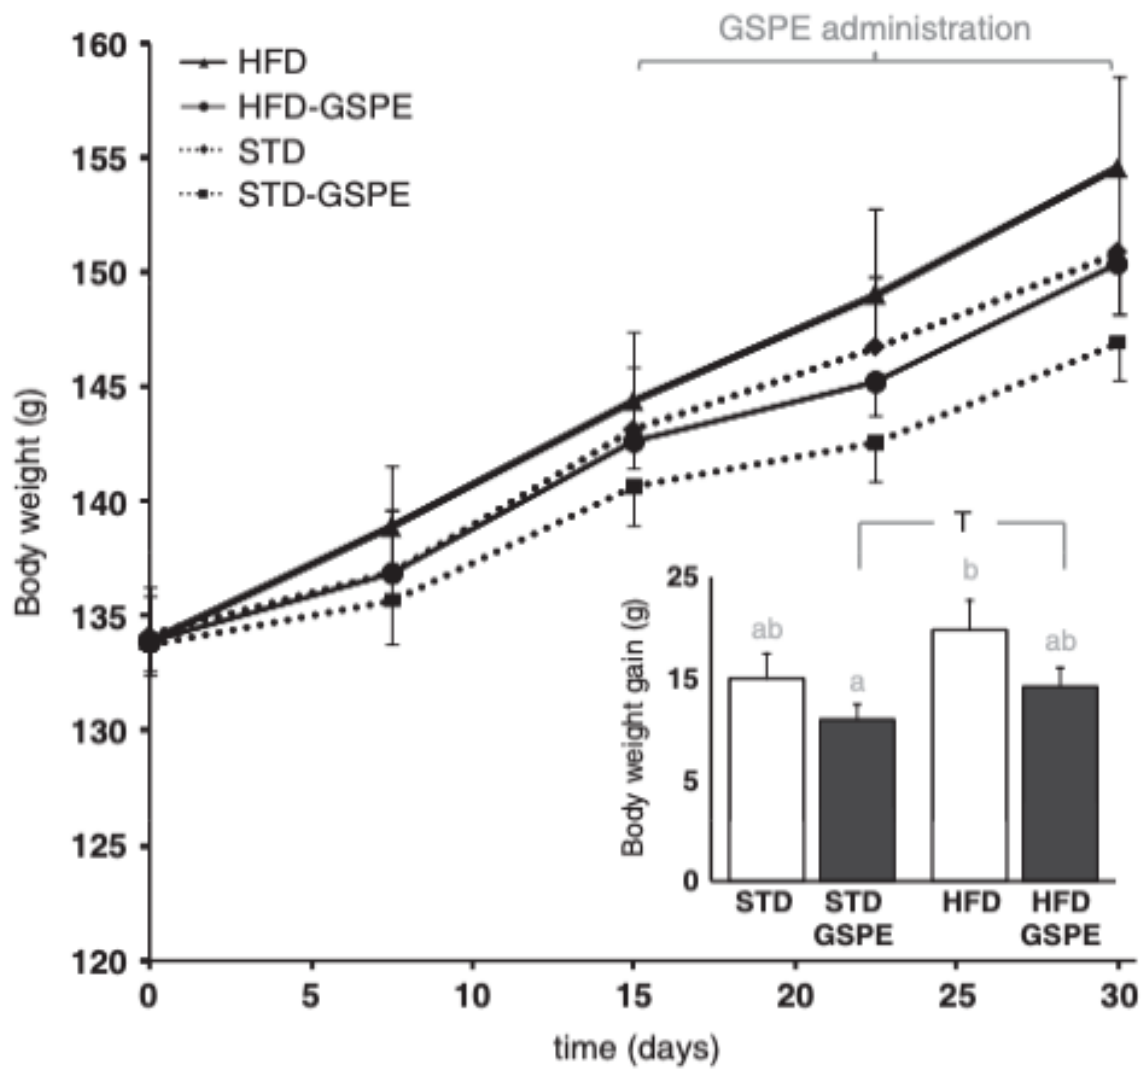 GSPE administration
HFD
HFD-GSPE
STD
STD-GSPE
160
155
150
145
140
135
130
125
120
Body weight (g)
0 5 10 15 20 25 30
time (days)
T
25
15
5
0
Body weight gain (g)
ab
a
b
ab
STD STD HFD HFD
GSPE GSPE